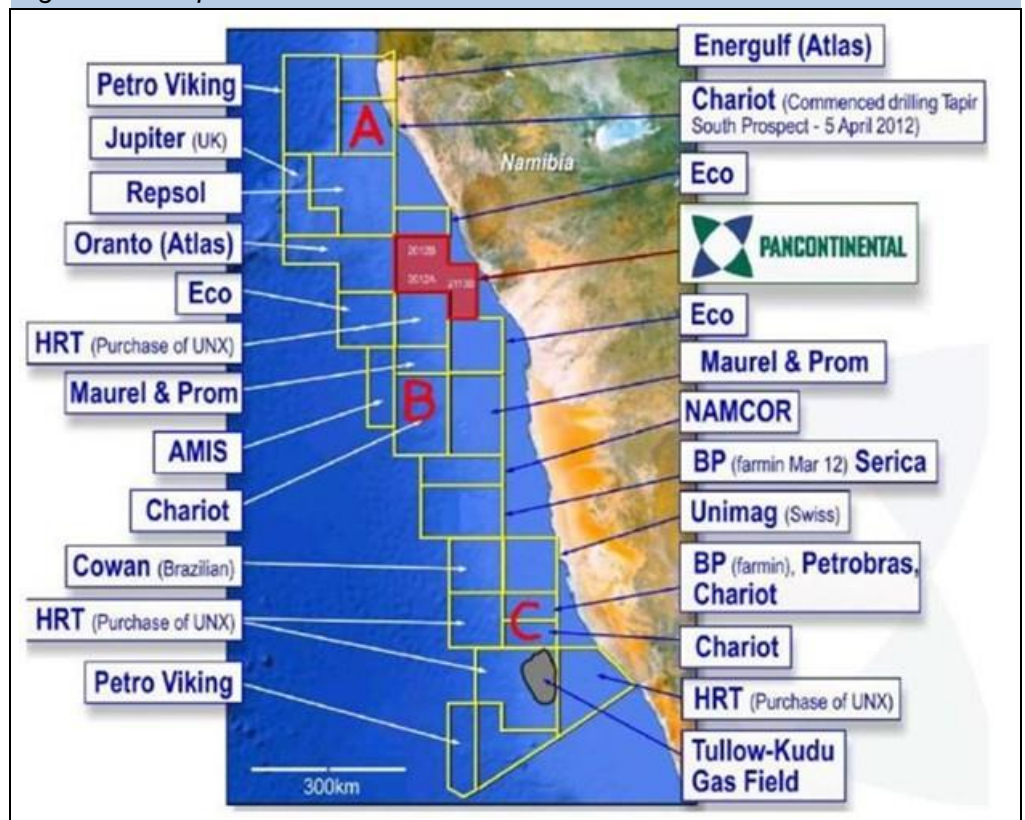 Petro Viking
Jupiter (UK)
Repsol
Oranto (Atlas)
Eco
HRT (Purchase of UNX)
Maurel & Prom
AMIS
Chariot
Cowan (Brazilian)
HRT (Purchase of UNX)
Petro Viking
A
Namibia
2012B
2012A
2113B
B
C
300km
Energulf (Atlas)
Chariot (Commenced drilling Tapir
South Prospect - 5 April 2012)
Eco
PANCONTINENTAL
Eco
Maurel & Prom
NAMCOR
BP (farmin Mar 12) Serica
Unimag (Swiss)
BP (farmin), Petrobras,
Chariot
Chariot
HRT (Purchase of UNX)
Tullow-Kudu
Gas Field